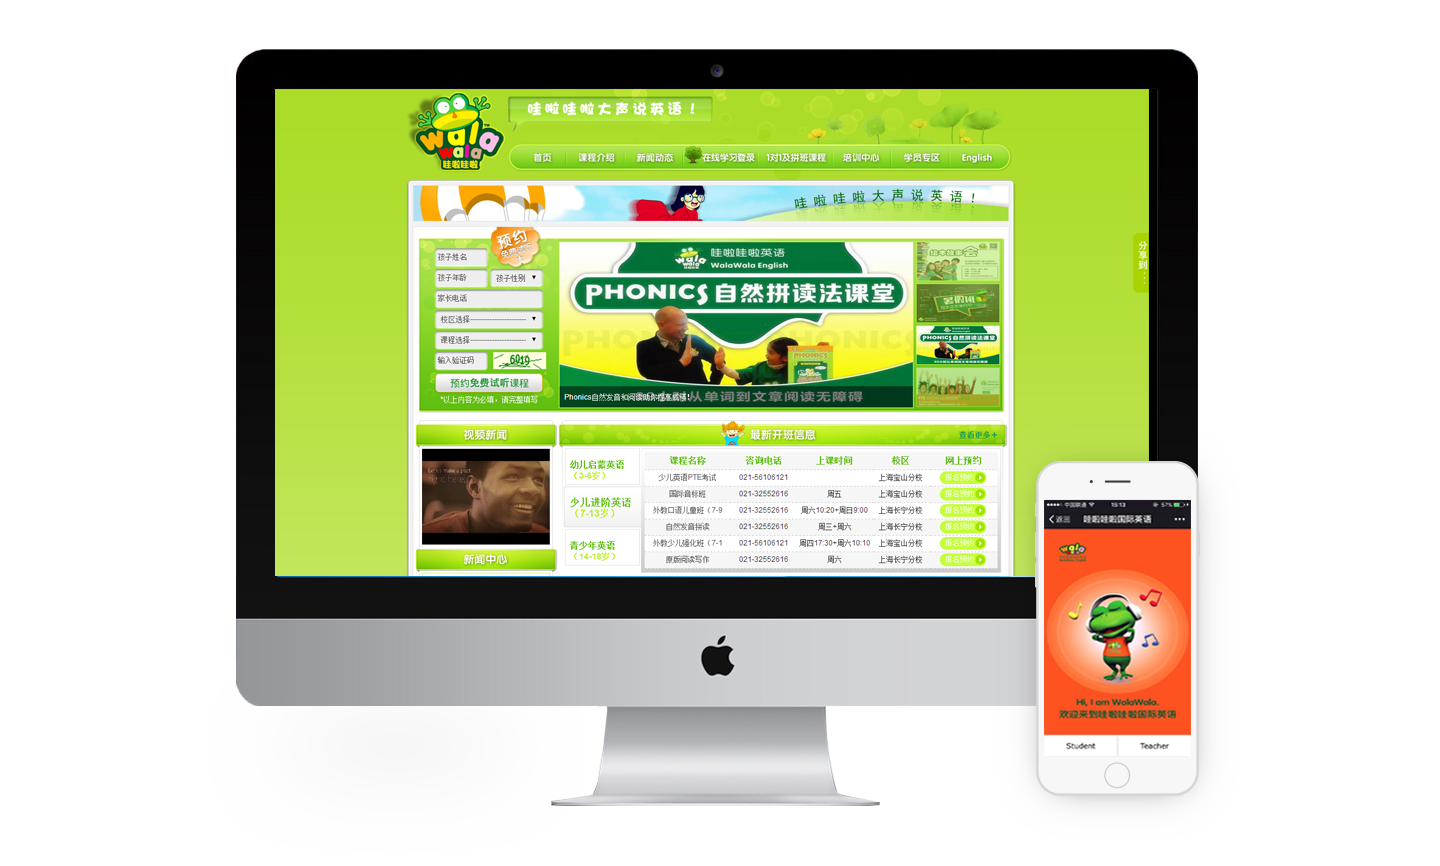 wala
wala
哇啦哇啦
哇啦哇啦大声说英语！
首页
课程介绍
新闻动态
在线学习登录
1对1及拼班课程
培训中心
学员专区
English
哇啦哇啦大声说英语！
分享到
预约
孩子姓名
孩子年龄
孩子性别
家长电话
校区选择
课程选择
输入验证码
6019
预约免费试听课程
*以上内容为必填，请完整填写
哇啦哇啦英语
WalaWala English
PHONICS自然拼读法课堂
PHONICS
从单词到文章阅读无障碍
PHONICS自然拼读法课堂
视频新闻
最新开班信息
查看更多+
幼儿启蒙英语
（3-6岁）
少儿进阶英语
（7-13岁）
青少年英语
（14-18岁）
课程名称 咨询电话 上课时间 校区 网上预约
少儿英语PTE考试 021-56106121 上海宝山分校 报名预约
国际音标班 021-32552616 周五 上海宝山分校 报名预约
外教口语儿童班（7-9 021-32552616 周六10:20+周日9:00 上海长宁分校 报名预约
自然发音拼读 021-32552616 周三+周六 上海长宁分校 报名预约
外教少儿强化班（7-1 021-56106121 周四17:30+周六10:10 上海宝山分校 报名预约
原版阅读写作 021-32552616 周六 上海长宁分校 报名预约
新闻中心
中国联通 15:13 57%
返回 哇啦哇啦国际英语
wala
Hi, I am WalaWala.
欢迎来到哇啦哇啦国际英语
Student
Teacher